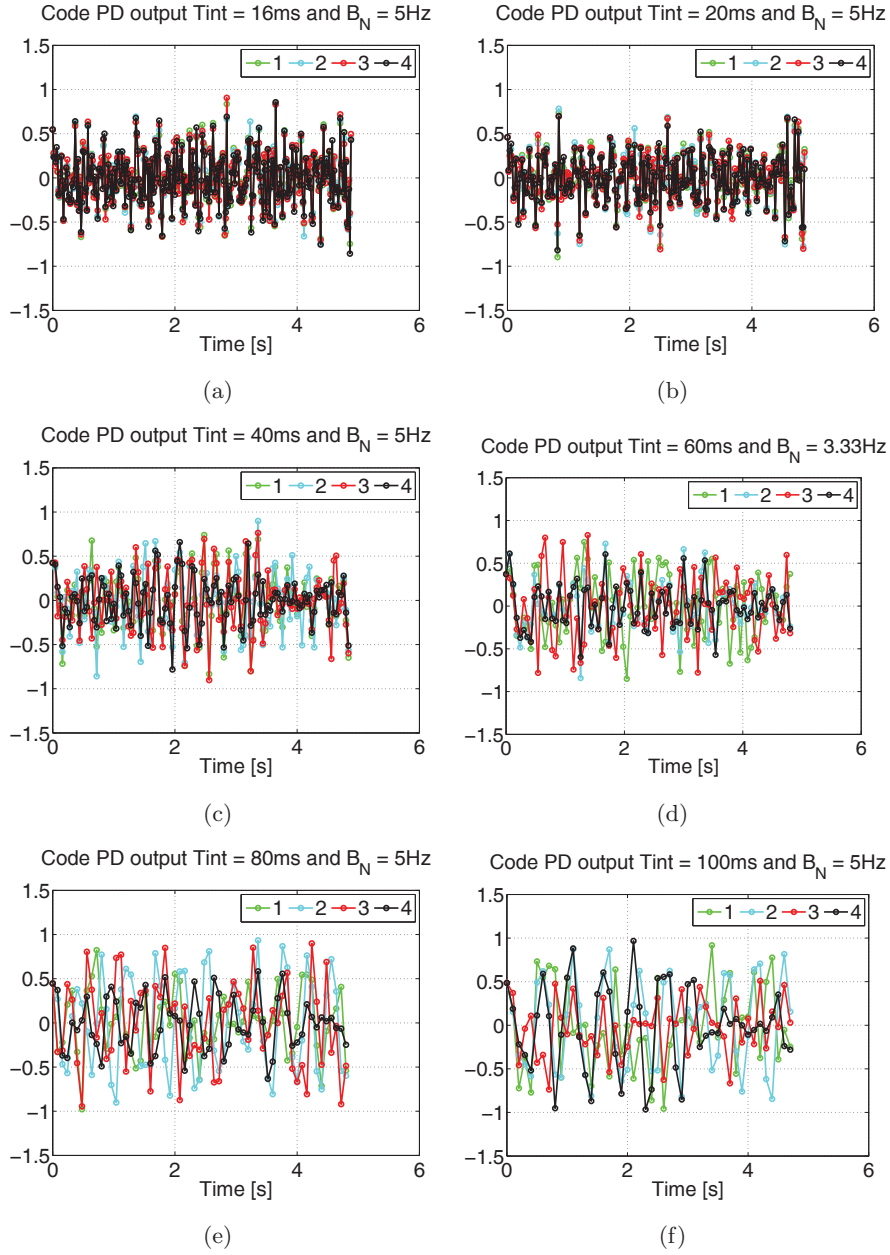 Code PD output Tint = 16ms and B_N = 5Hz
1 2 3 4
1.5
1
0.5
0
−0.5
−1
−1.5
0 2 4 6
Time [s]
(a)
Code PD output Tint = 20ms and B_N = 5Hz
1 2 3 4
1.5
1
0.5
0
−0.5
−1
−1.5
0 2 4 6
Time [s]
(b)
Code PD output Tint = 40ms and B_N = 5Hz
1 2 3 4
1.5
1
0.5
0
−0.5
−1
−1.5
0 2 4 6
Time [s]
(c)
Code PD output Tint = 60ms and B_N = 3.33Hz
1 2 3 4
1.5
1
0.5
0
−0.5
−1
−1.5
0 2 4 6
Time [s]
(d)
Code PD output Tint = 80ms and B_N = 5Hz
1 2 3 4
1.5
1
0.5
0
−0.5
−1
−1.5
0 2 4 6
Time [s]
(e)
Code PD output Tint = 100ms and B_N = 5Hz
1 2 3 4
1.5
1
0.5
0
−0.5
−1
−1.5
0 2 4 6
Time [s]
(f)